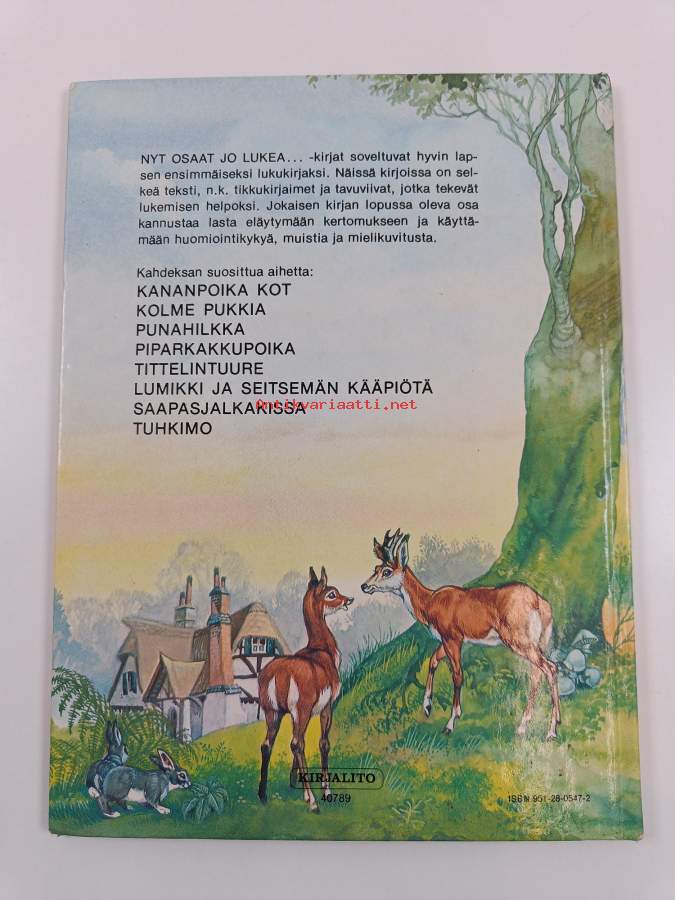 NYT OSAAT JO LUKEA... -kirjat soveltuvat hyvin lap-
sen ensimmäiseksi lukukirjaksi. Näissä kirjoissa on sel-
keä teksti, n.k. tikkukirjaimet ja tavuviivat, jotka tekevät
lukemisen helpoksi. Jokaisen kirjan lopussa oleva osa
kannustaa lasta eläytymään kertomukseen ja käyttä-
mään huomiointikykyä, muistia ja mielikuvitusta.
Kahdeksan suosittua aihetta:
KANANPOIKA KOT
KOLME PUKKIA
PUNAHILKKA
PIPARKAKKUPOIKA
TITTELINTUURE
LUMIKKI JA SEITSEMÄN KÄÄPIÖTÄ
Antikvariaatti.net
SAAPASJALKAKISSA
TUHKIMO
KIRJALITO
40789
ISBN 951-28-0547-2